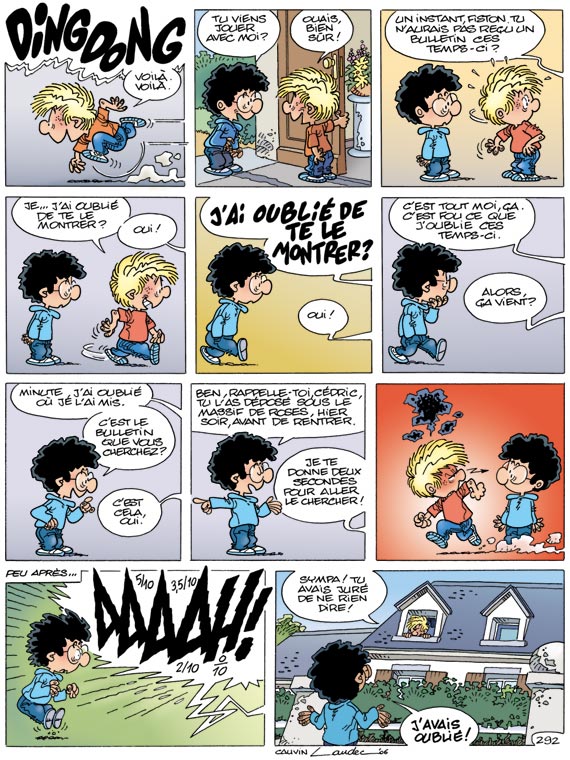 DING DONG
VOILÀ.
VOILÀ.
TU VIENS
JOUER
AVEC MOI?
OUAIS,
BIEN
SÛR!
UN INSTANT, FISTON. TU
N'AURAIS PAS REÇU UN
BULLETIN CES
TEMPS-CI?
JE... J'AI OUBLIÉ
DE TE LE
MONTRER?
OUI!
J'AI OUBLIÉ DE
TE LE
MONTRER?
OUI!
C'EST TOUT MOI, ÇA.
C'EST FOU CE QUE
J'OUBLIE CES
TEMPS-CI.
ALORS,
ÇA VIENT?
MINUTE. J'AI OUBLIÉ
OÙ JE L'AI MIS.
C'EST LE
BULLETIN
QUE VOUS
CHERCHEZ?
C'EST
CELA,
OUI.
BEN, RAPPELLE-TOI, CÉDRIC,
TU L'AS DÉPOSÉ SOUS LE
MASSIF DE ROSES, HIER
SOIR, AVANT DE RENTRER.
JE TE
DONNE DEUX
SECONDES
POUR ALLER
LE CHERCHER!
PEU APRÈS...
5/10
3,5/10
DAAAH!!
2/10
0/10
SYMPA! TU
AVAIS JURÉ
DE NE RIEN
DIRE!
J'AVAIS
OUBLIÉ!
CAUVIN Laudec '06
292